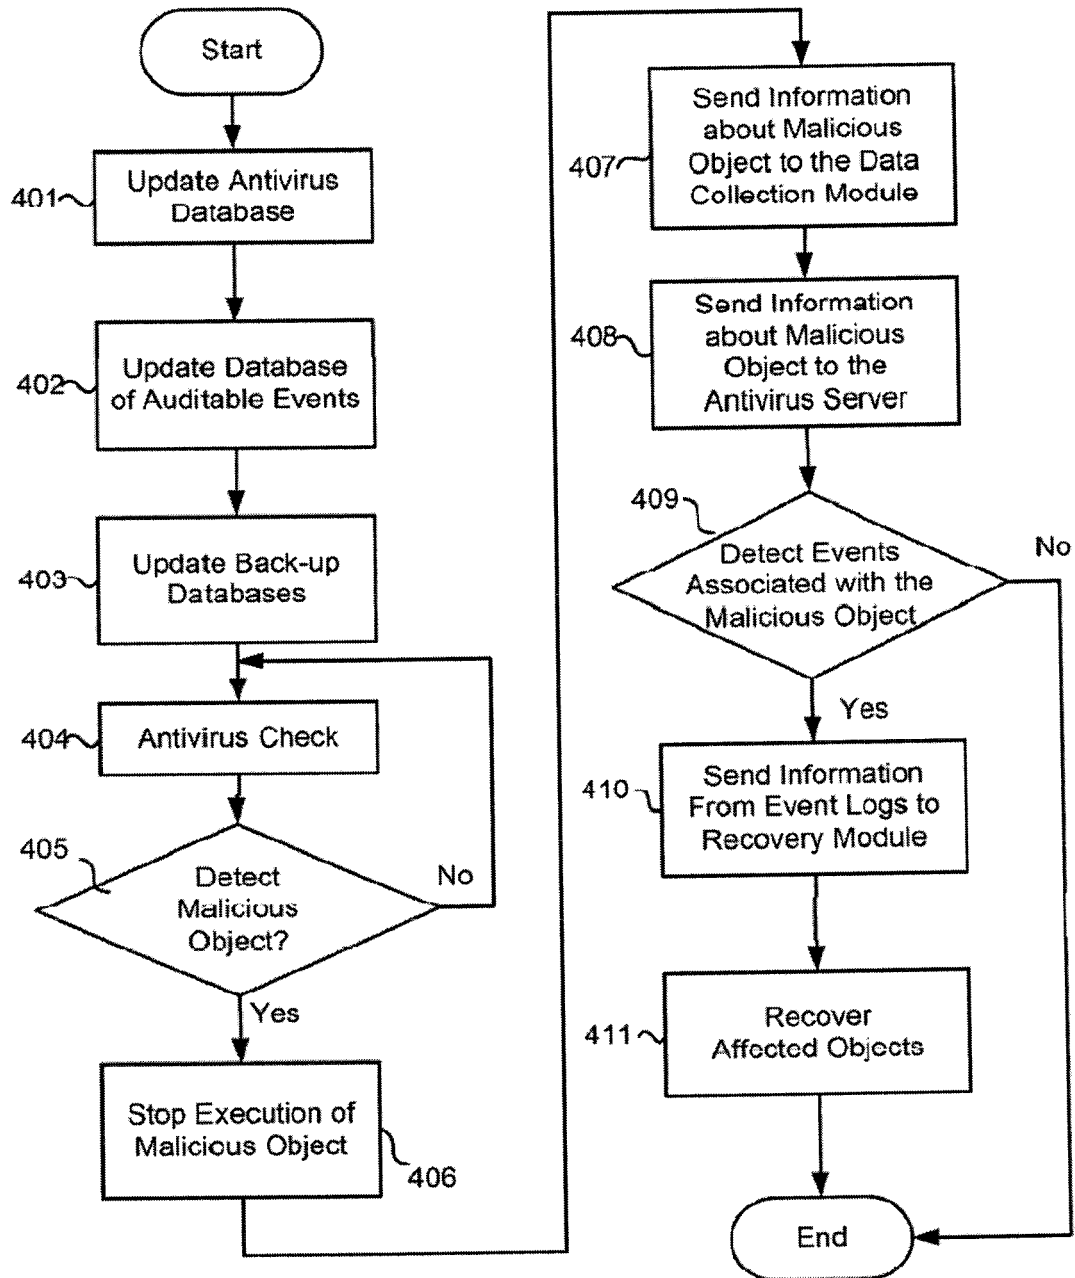 Start
401
Update Antivirus
Database
402
Update Database
of Auditable Events
403
Update Back-up
Databases
404
Antivirus Check
405
Detect
Malicious
Object?
No
Yes
Stop Execution of
Malicious Object
406
407
Send Information
about Malicious
Object to the Data
Collection Module
408
Send Information
about Malicious
Object to the
Antivirus Server
409
Detect Events
Associated with the
Malicious Object
No
Yes
410
Send Information
From Event Logs to
Recovery Module
411
Recover
Affected Objects
End